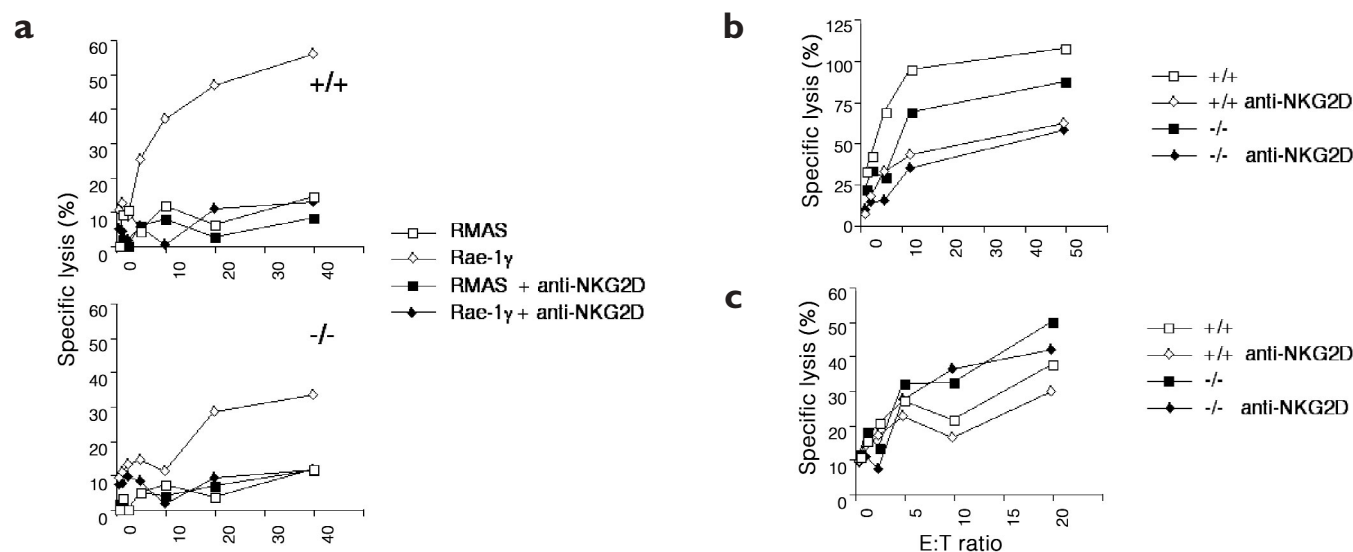 a
Specific lysis (%)
60
50
40
30
20
10
0
+/+
0 10 20 30 40
60
50
40
30
20
10
0
-/-
0 10 20 30 40
RMAS
Rae-1γ
RMAS + anti-NKG2D
Rae-1γ + anti-NKG2D
b
Specific lysis (%)
125
100
75
50
25
0
0 10 20 30 40 50
+/+
+/+ anti-NKG2D
-/-
-/- anti-NKG2D
c
Specific lysis (%)
60
50
40
30
20
10
0
0 5 10 15 20
E:T ratio
+/+
+/+ anti-NKG2D
-/-
-/- anti-NKG2D